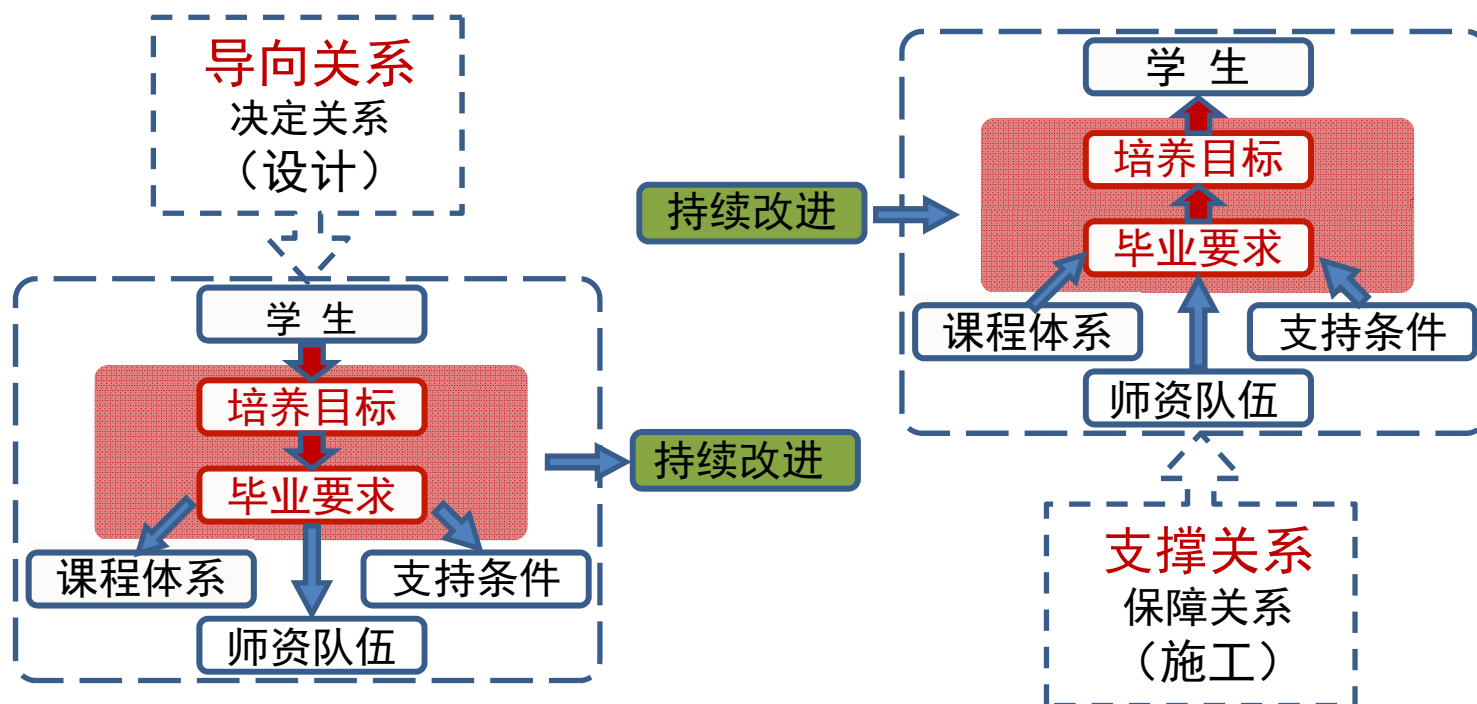 导向关系
决定关系
（设计）
学 生
培养目标
毕业要求
课程体系
支持条件
师资队伍
持续改进
持续改进
学 生
培养目标
毕业要求
课程体系
支持条件
师资队伍
支撑关系
保障关系
（施工）